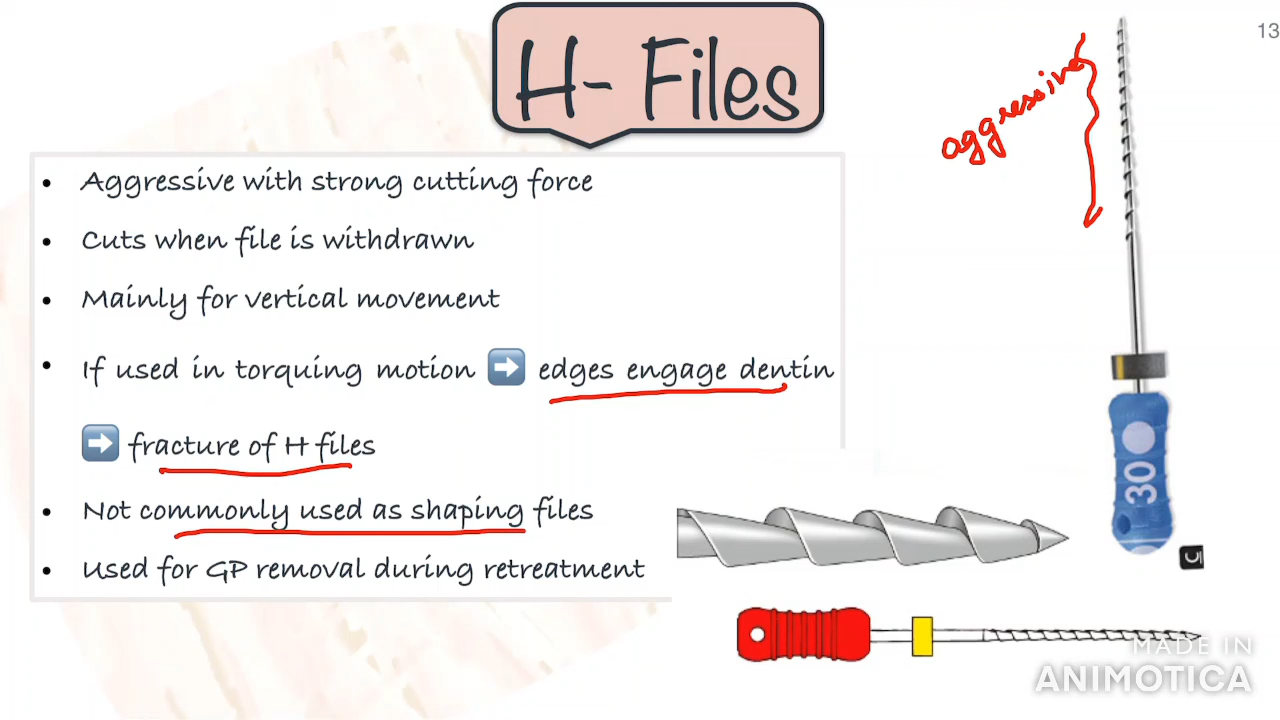 13
H- Files
aggressive
• Aggressive with strong cutting force
• Cuts when file is withdrawn
• Mainly for vertical movement
• If used in torquing motion ➡ edges engage dentin
➡ fracture of H files
• Not commonly used as shaping files
• Used for GP removal during retreatment
30
MADE IN
ANIMOTICA